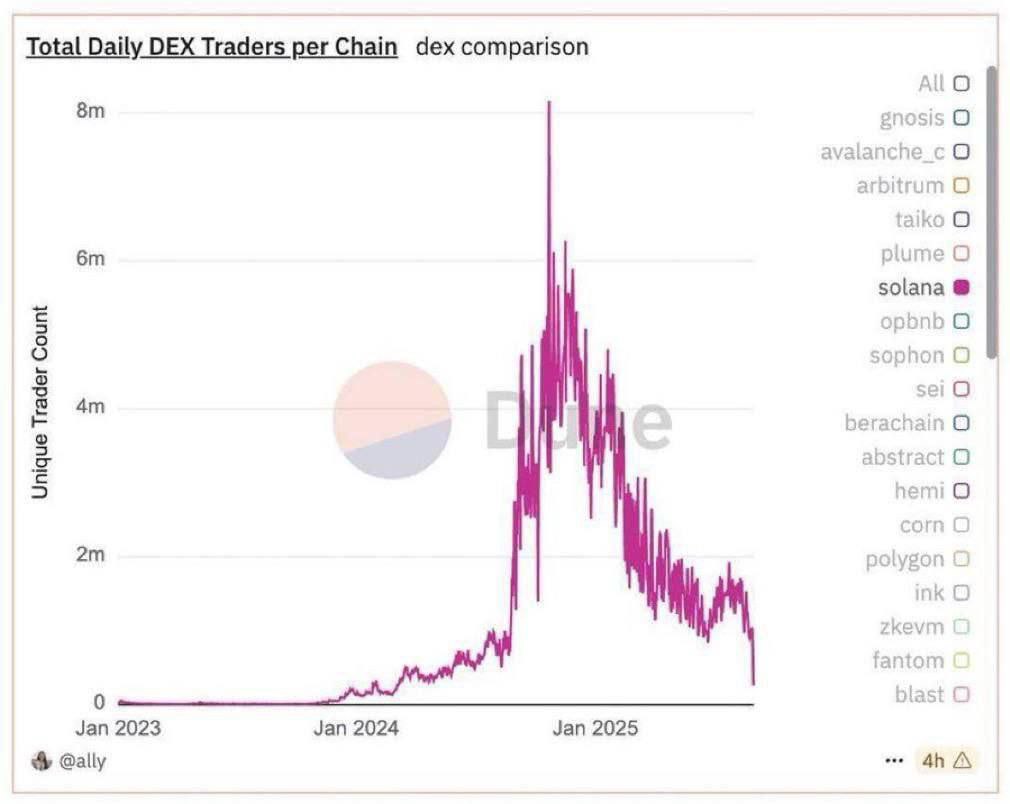 Total Daily DEX Traders per Chain dex comparison
8m
6m
4m
2m
0
Unique Trader Count
Dune
Jan 2023
Jan 2024
Jan 2025
All
gnosis
avalanche_c
arbitrum
taiko
plume
solana
opbnb
sophon
sei
berachain
abstract
hemi
corn
polygon
ink
zkevm
fantom
blast
@ally
••• 4h